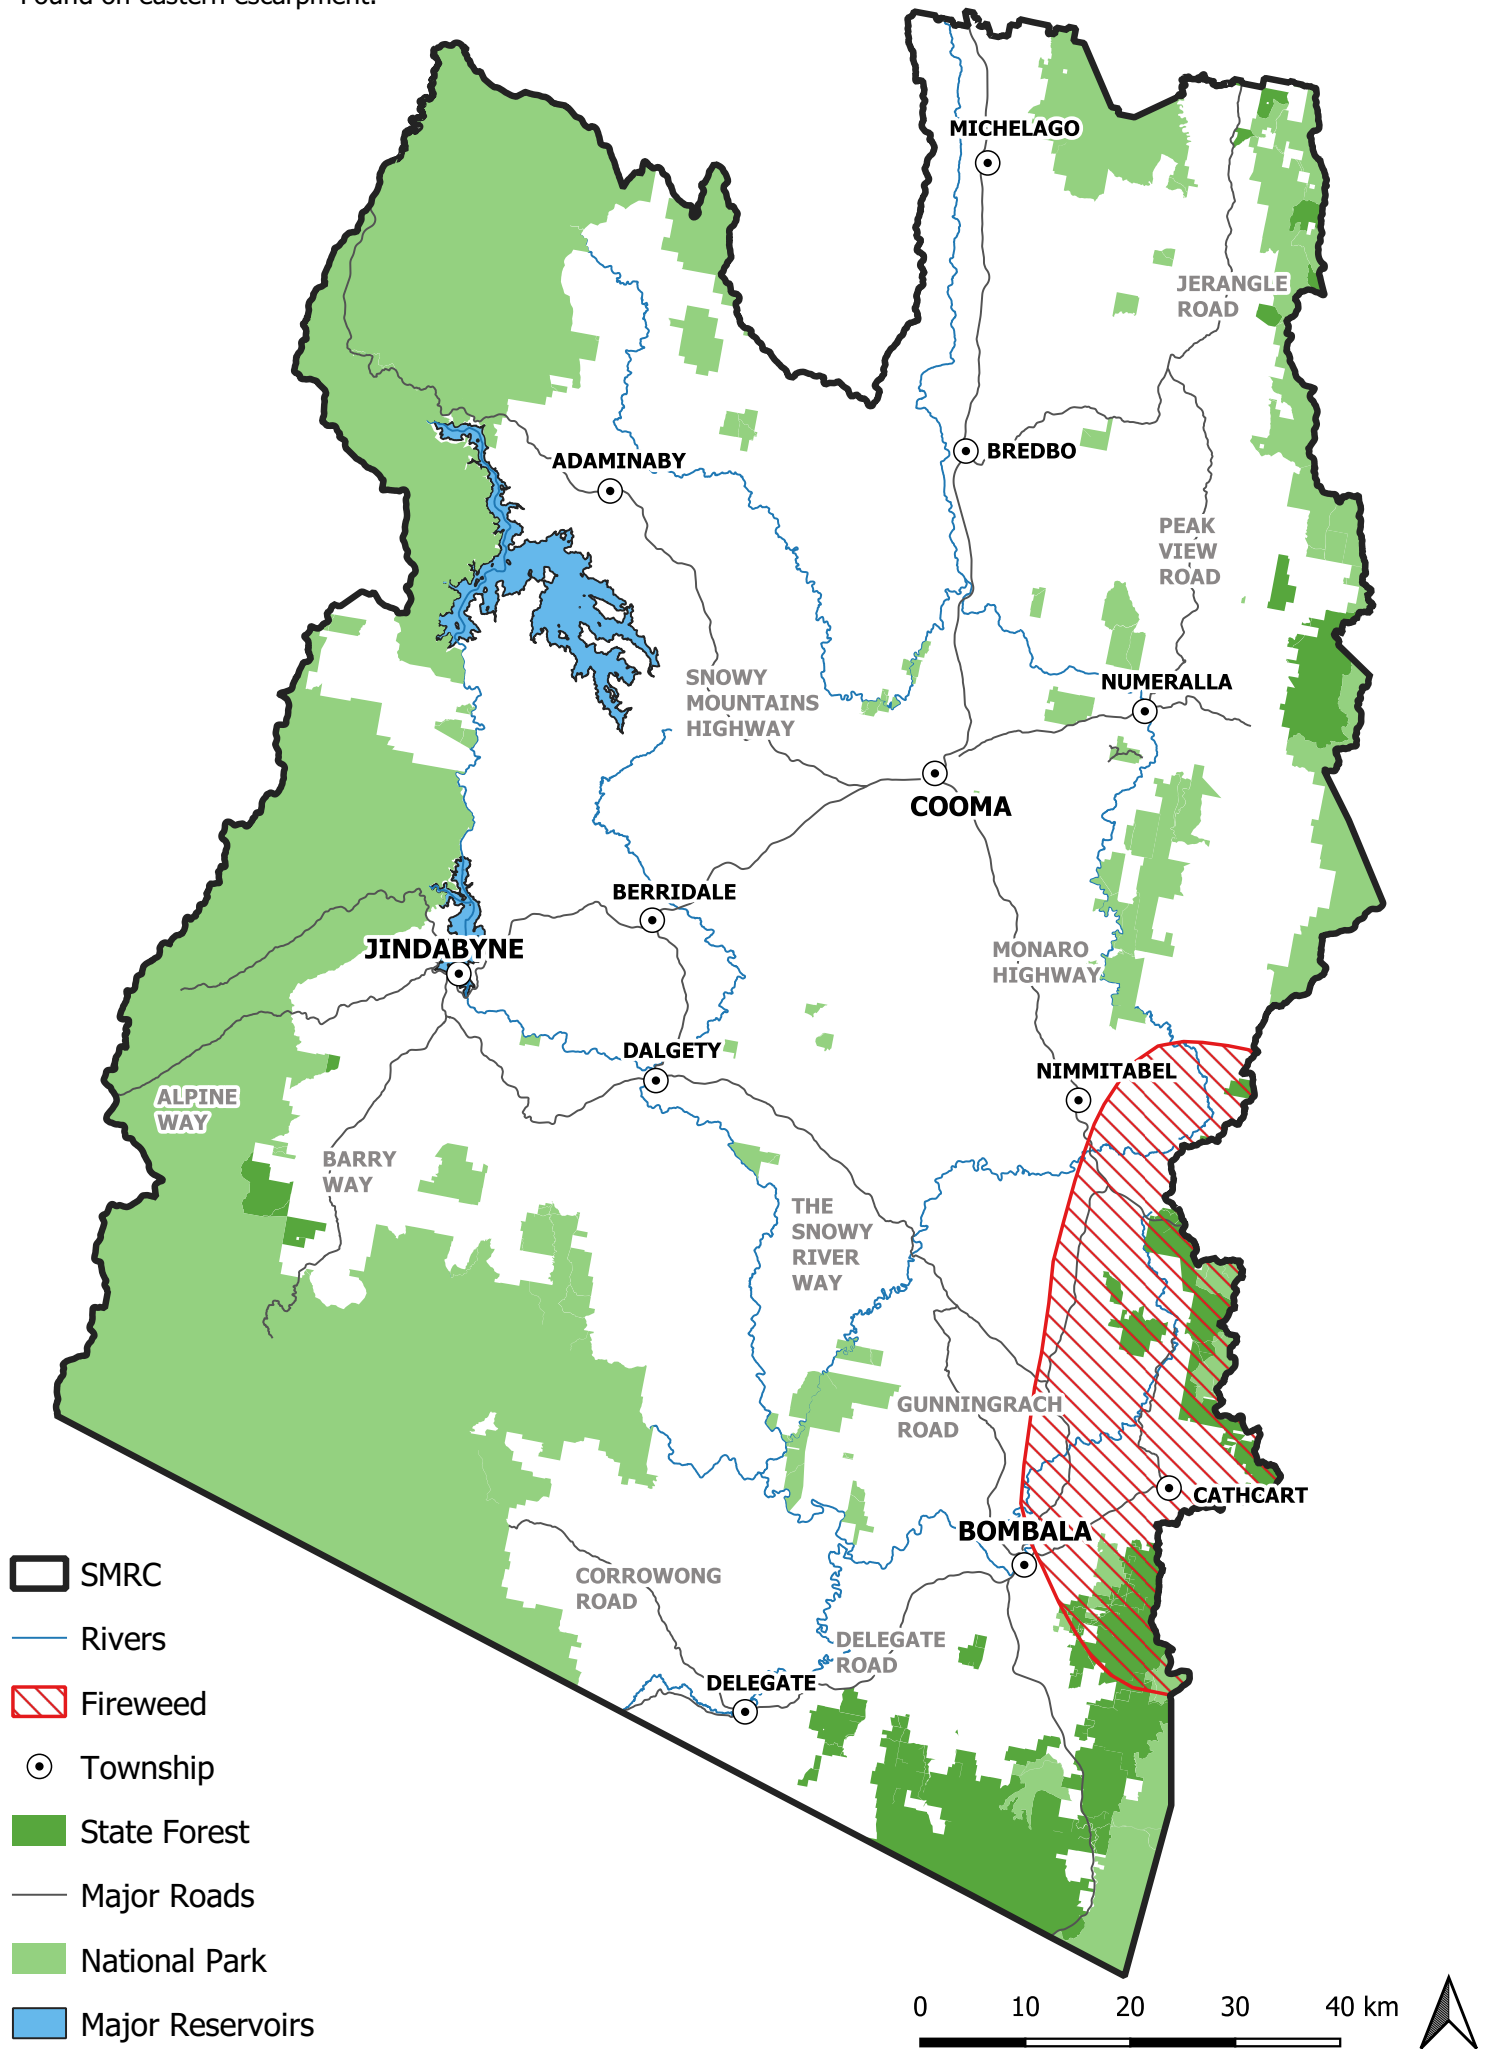 Found on eastern escarpment.
MICHELAGO
JERANGLE
ROAD
BREDBO
ADAMINABY
PEAK
VIEW
ROAD
SNOWY
MOUNTAINS
HIGHWAY
NUMERALLA
COOMA
BERRIDALE
JINDABYNE
MONARO
HIGHWAY
DALGETY
NIMMITABEL
ALPINE
WAY
BARRY
WAY
THE
SNOWY
RIVER
WAY
GUNNINGRACH
ROAD
CATHCART
BOMBALA
CORROWONG
ROAD
DELEGATE
ROAD
DELEGATE
SMRC
Rivers
Fireweed
Township
State Forest
Major Roads
National Park
Major Reservoirs
0 10 20 30 40 km